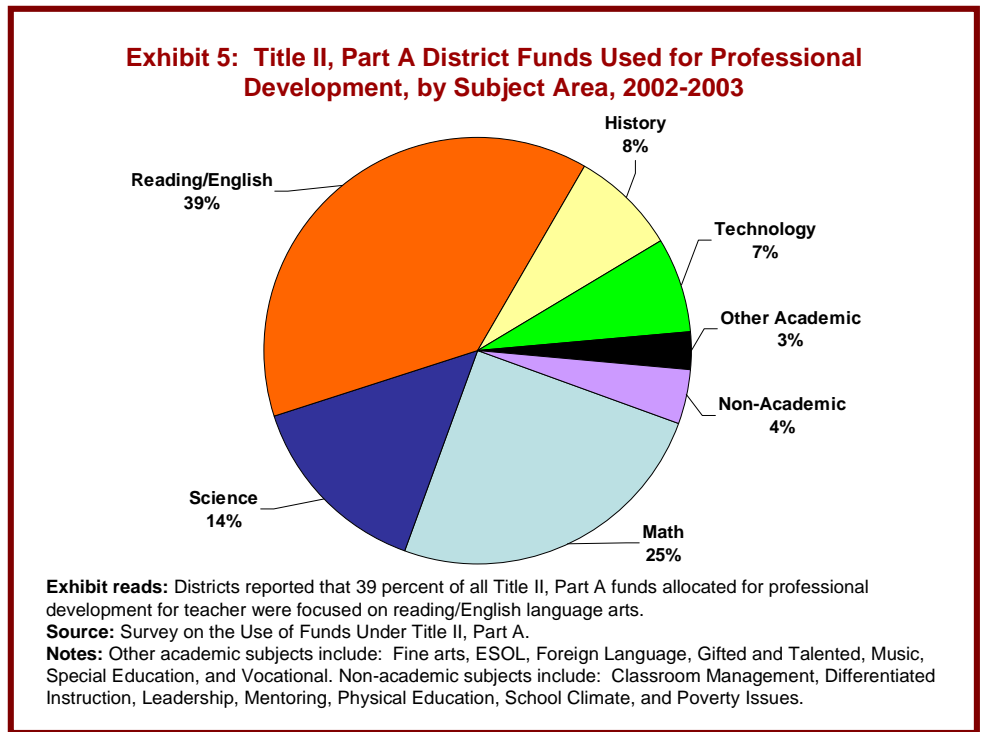 Exhibit 5:  Title II, Part A District Funds Used for Professional
Development, by Subject Area, 2002-2003
History
8%
Reading/English
39%
Technology
7%
Other Academic
3%
Non-Academic
4%
Science
14%
Math
25%
Exhibit reads: Districts reported that 39 percent of all Title II, Part A funds allocated for professional
development for teacher were focused on reading/English language arts.
Source: Survey on the Use of Funds Under Title II, Part A.
Notes: Other academic subjects include:  Fine arts, ESOL, Foreign Language, Gifted and Talented, Music,
Special Education, and Vocational. Non-academic subjects include:  Classroom Management, Differentiated
Instruction, Leadership, Mentoring, Physical Education, School Climate, and Poverty Issues.